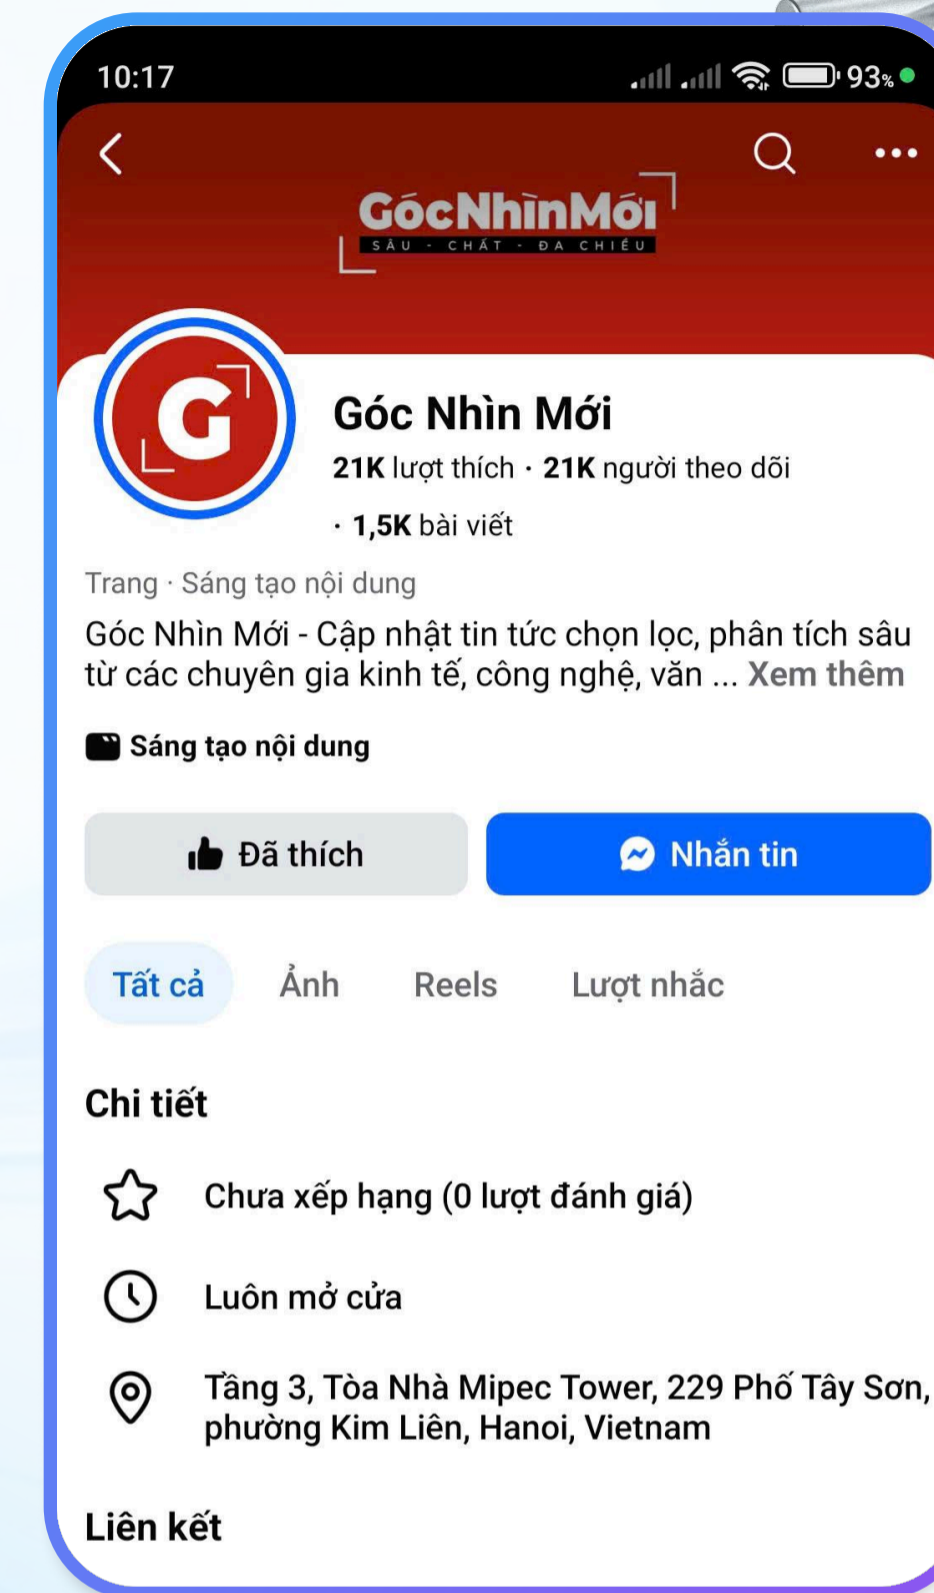 10:17
93%
GócNhìnMới
SÂU - CHẤT - ĐA CHIỀU
G
Góc Nhìn Mới
21K lượt thích · 21K người theo dõi
· 1,5K bài viết
Trang · Sáng tạo nội dung
Góc Nhìn Mới - Cập nhật tin tức chọn lọc, phân tích sâu
từ các chuyên gia kinh tế, công nghệ, văn ... Xem thêm
Sáng tạo nội dung
Đã thích
Nhắn tin
Tất cả Ảnh Reels Lượt nhắc
Chi tiết
Chưa xếp hạng (0 lượt đánh giá)
Luôn mở cửa
Tầng 3, Tòa Nhà Mipec Tower, 229 Phố Tây Sơn,
phường Kim Liên, Hanoi, Vietnam
Liên kết